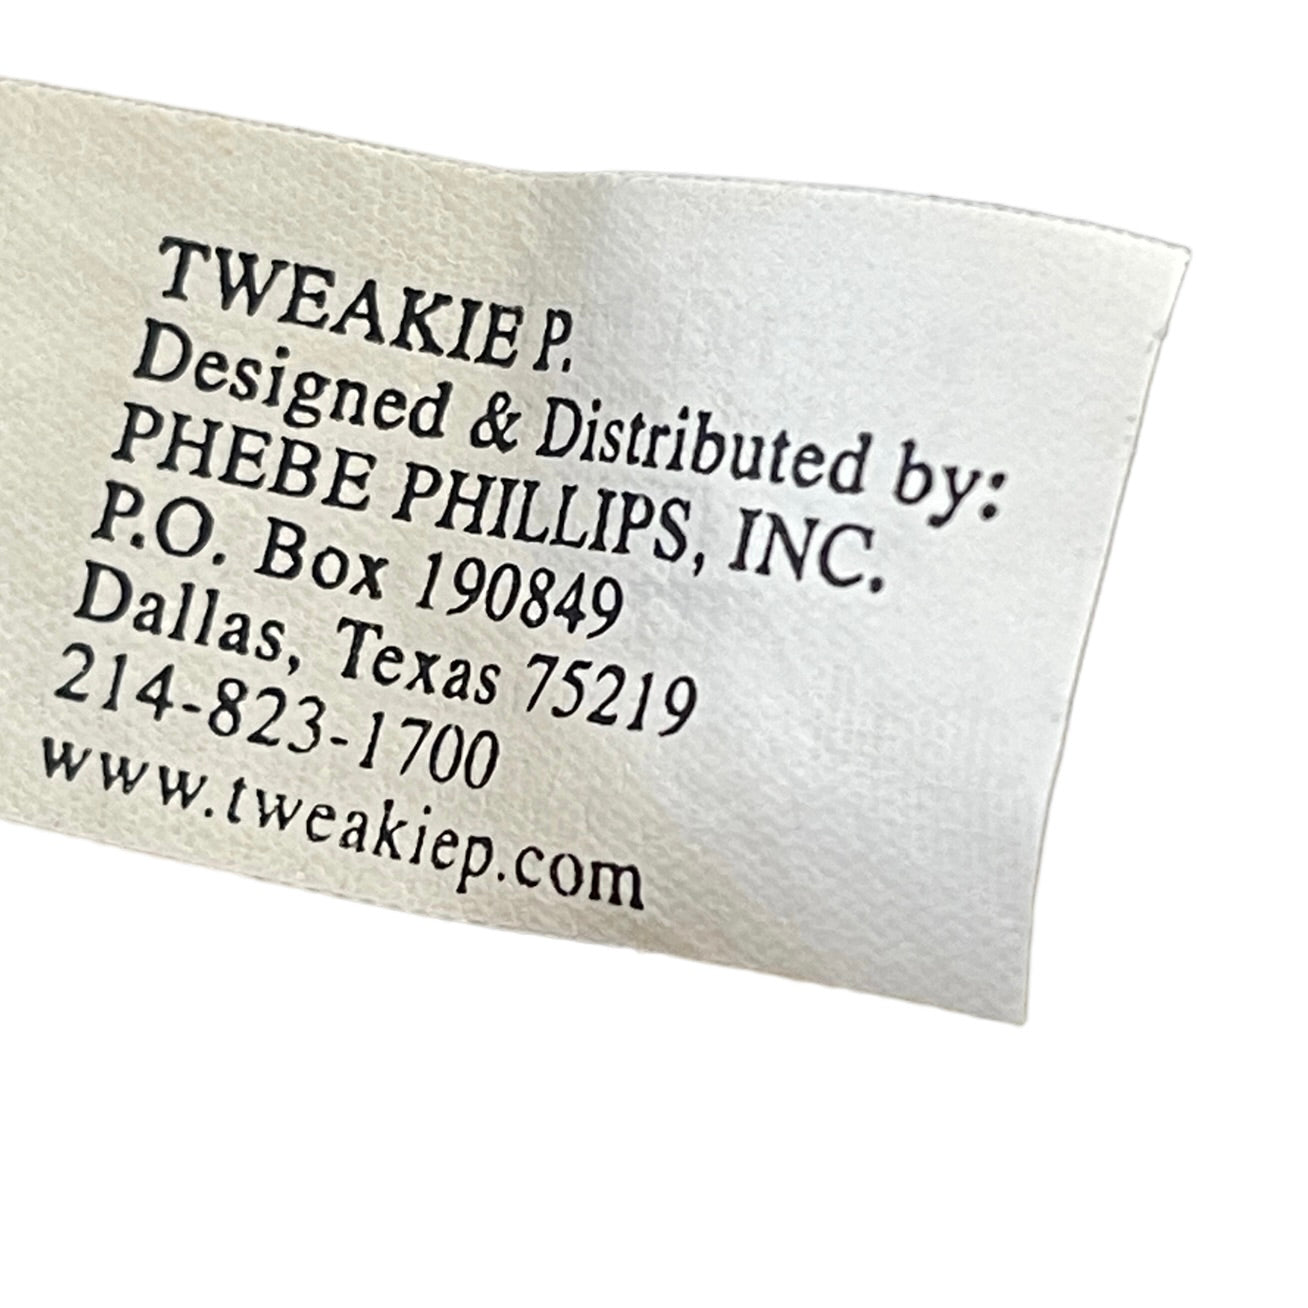 TWEAKIE P.
Designed & Distributed by:
PHEBE PHILLIPS, INC.
P.O. Box 190849
Dallas, Texas 75219
214-823-1700
www.tweakiep.com